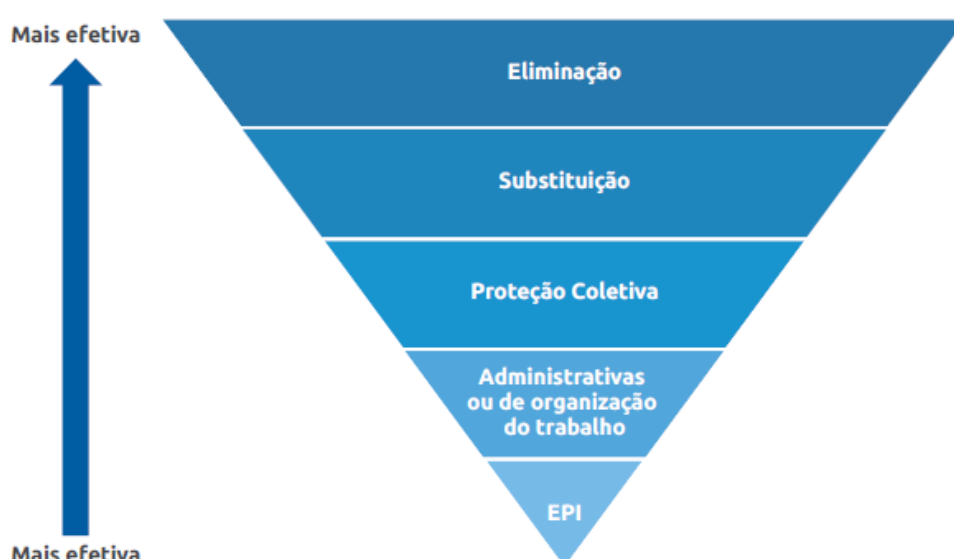 Mais efetiva
Eliminação
Substituição
Proteção Coletiva
Administrativas
ou de organização
do trabalho
EPI
Mais efetiva